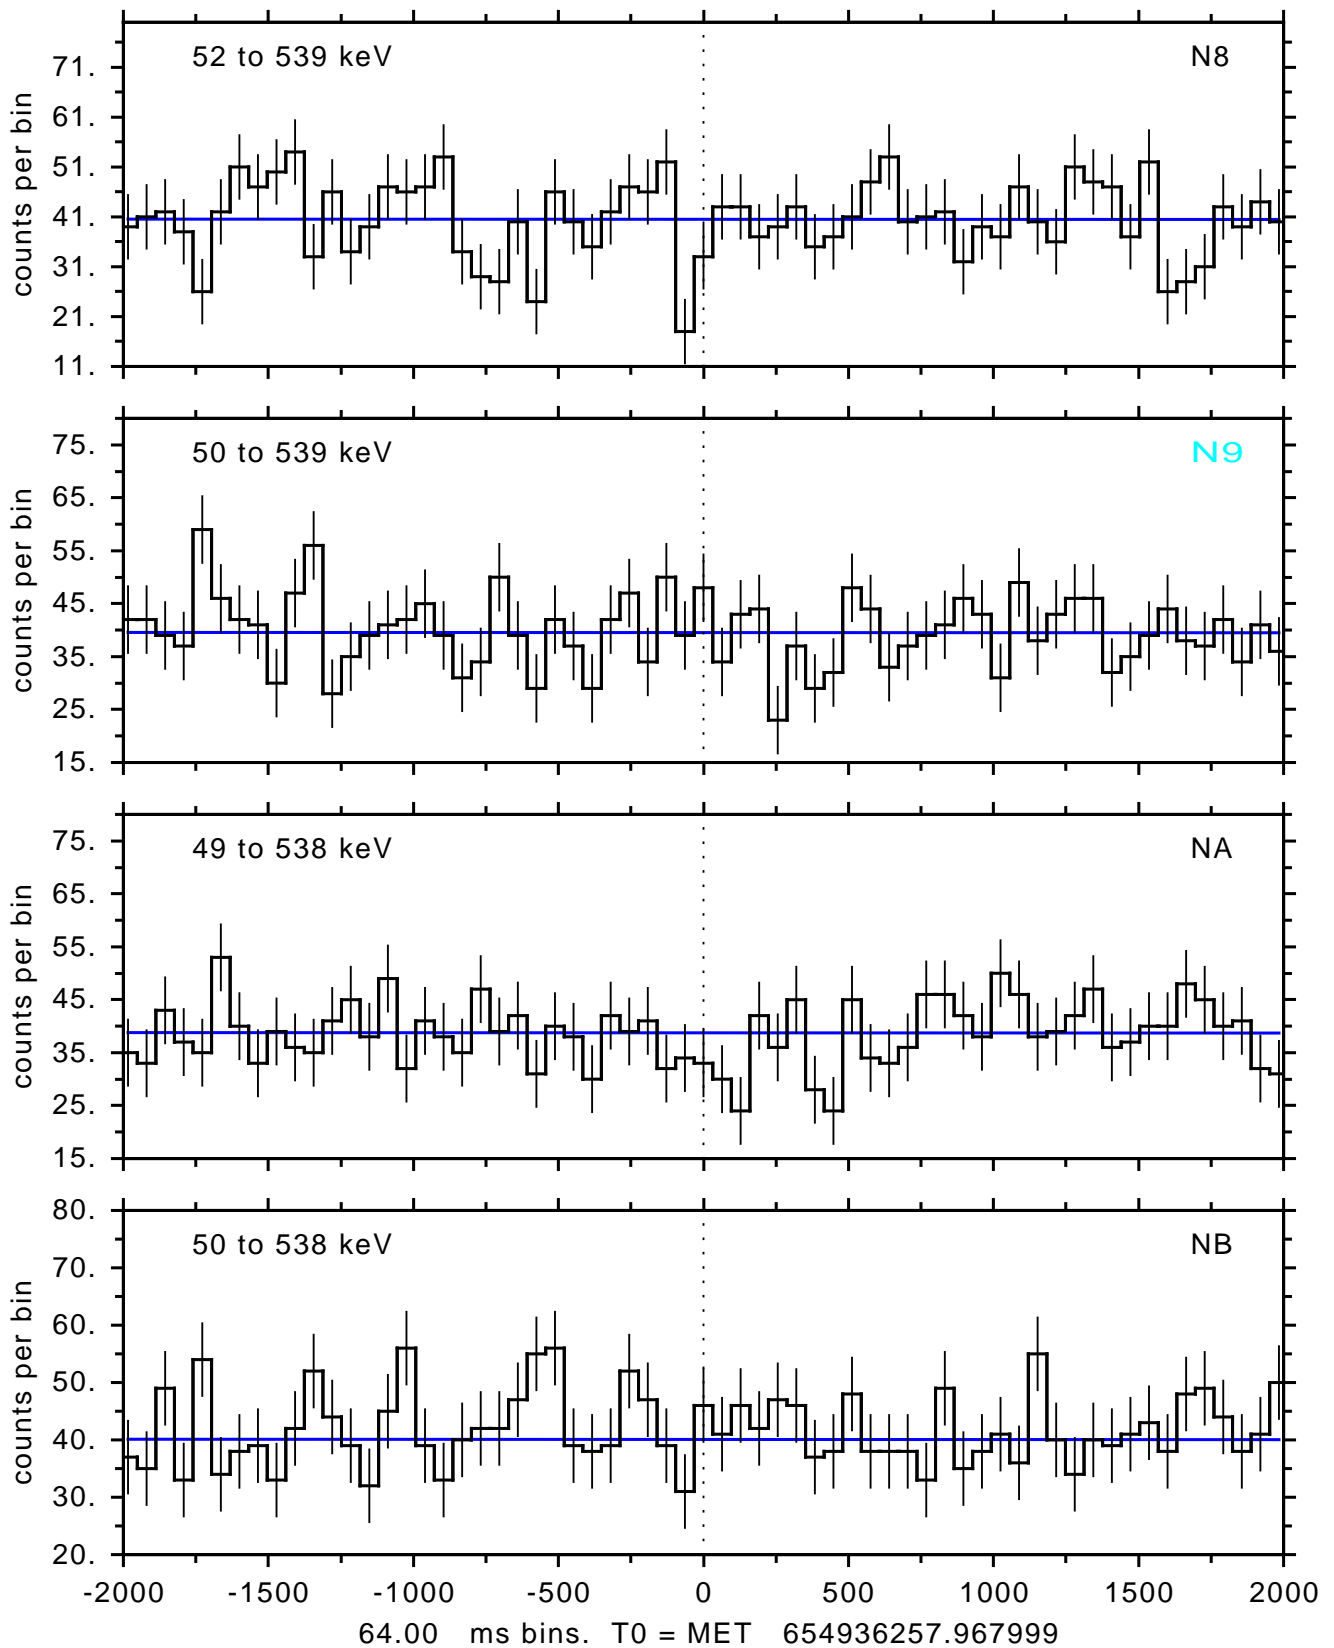 52 to 539 keV N8
counts per bin
71.
61.
51.
41.
31.
21.
11.
50 to 539 keV N9
counts per bin
75.
65.
55.
45.
35.
25.
15.
49 to 538 keV NA
counts per bin
75.
65.
55.
45.
35.
25.
15.
50 to 538 keV NB
counts per bin
80.
70.
60.
50.
40.
30.
20.
-2000 -1500 -1000 -500 0 500 1000 1500 2000
64.00 ms bins. T0 = MET 654936257.967999